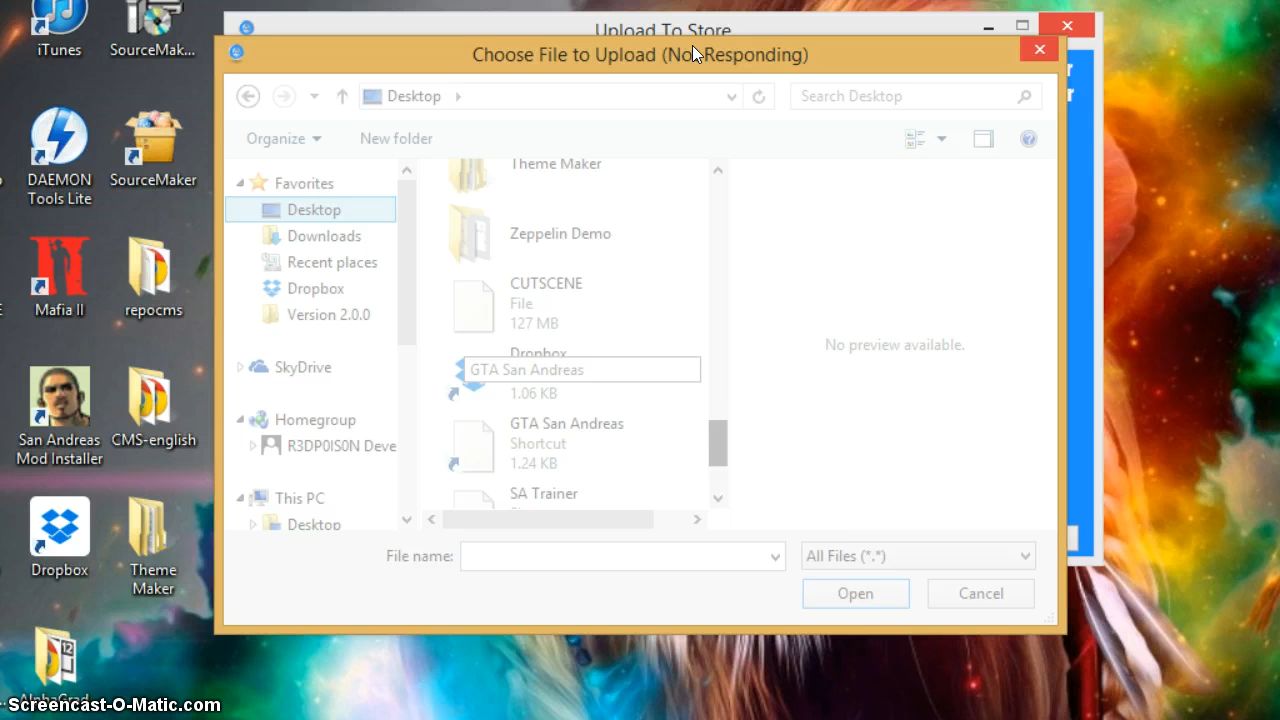 iTunes
SourceMak...
DAEMON
Tools Lite
SourceMaker
Mafia II
repocms
San Andreas
Mod Installer
CMS-english
Dropbox
Theme
Maker
Upload To Store
Choose File to Upload (Not Responding)
Desktop
Search Desktop
Organize
New folder
Favorites
Desktop
Downloads
Recent places
Dropbox
Version 2.0.0
SkyDrive
Homegroup
R3DP0IS0N Deve
This PC
Desktop
Theme Maker
Zeppelin Demo
CUTSCENE
File
127 MB
Dropbox
GTA San Andreas
1.06 KB
GTA San Andreas
Shortcut
1.24 KB
SA Trainer
No preview available.
File name:
All Files (*.*)
Open
Cancel
Screencast-O-Matic.com